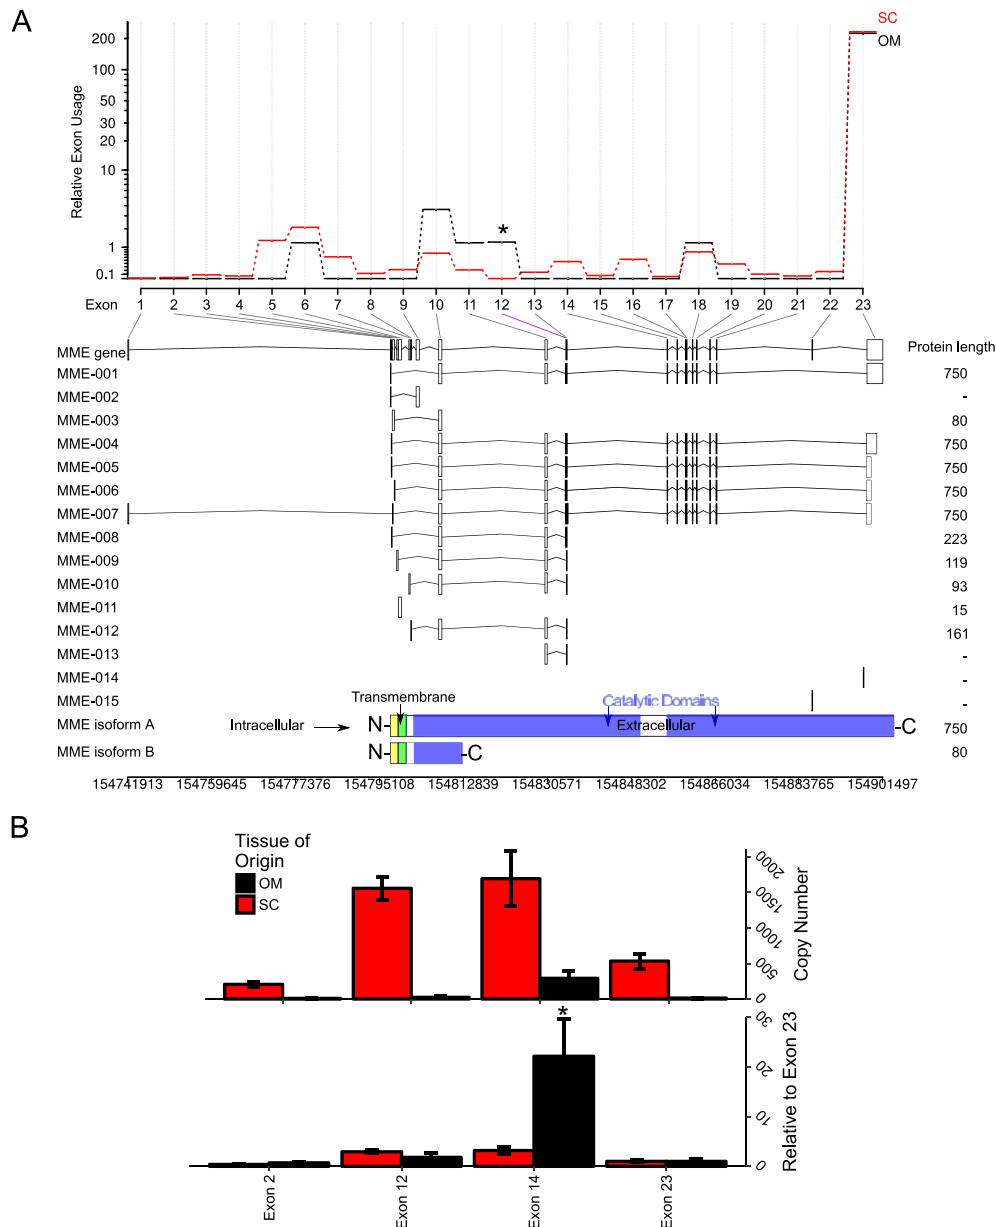 A
SC
OM
Relative Exon Usage
200
100
50
30
20
10
1
0.1
Exon 1 2 3 4 5 6 7 8 9 10 11 12 13 14 15 16 17 18 19 20 21 22 23
*
MME gene Protein length
MME-001 750
MME-002 -
MME-003 80
MME-004 750
MME-005 750
MME-006 750
MME-007 750
MME-008 223
MME-009 119
MME-010 93
MME-011 15
MME-012 161
MME-013 -
MME-014 -
MME-015 -
Transmembrane Catalytic Domains
MME isoform A Intracellular N- Extracellular -C 750
MME isoform B N- -C 80
154741913 154759645 154777376 154795108 154812839 154830571 154848302 154866034 154883765 154901497
B
Tissue of
Origin
OM
SC
2000
1500
1000
500
0
Copy Number
*
30
20
10
0
Relative to Exon 23
Exon 2
Exon 12
Exon 14
Exon 23